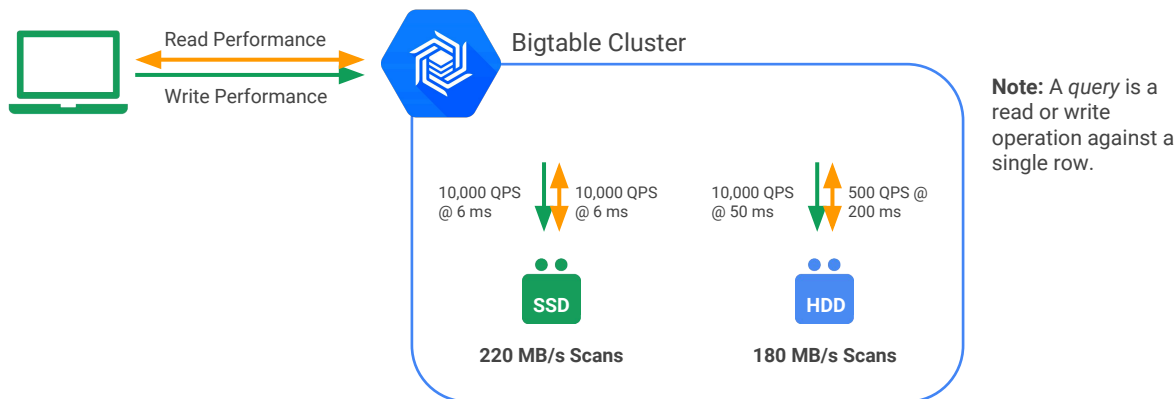 Read Performance
Write Performance
Bigtable Cluster
Note: A query is a
read or write
operation against a
single row.
10,000 QPS
@ 6 ms
10,000 QPS
@ 6 ms
10,000 QPS
@ 50 ms
500 QPS @
200 ms
SSD
HDD
220 MB/s Scans
180 MB/s Scans